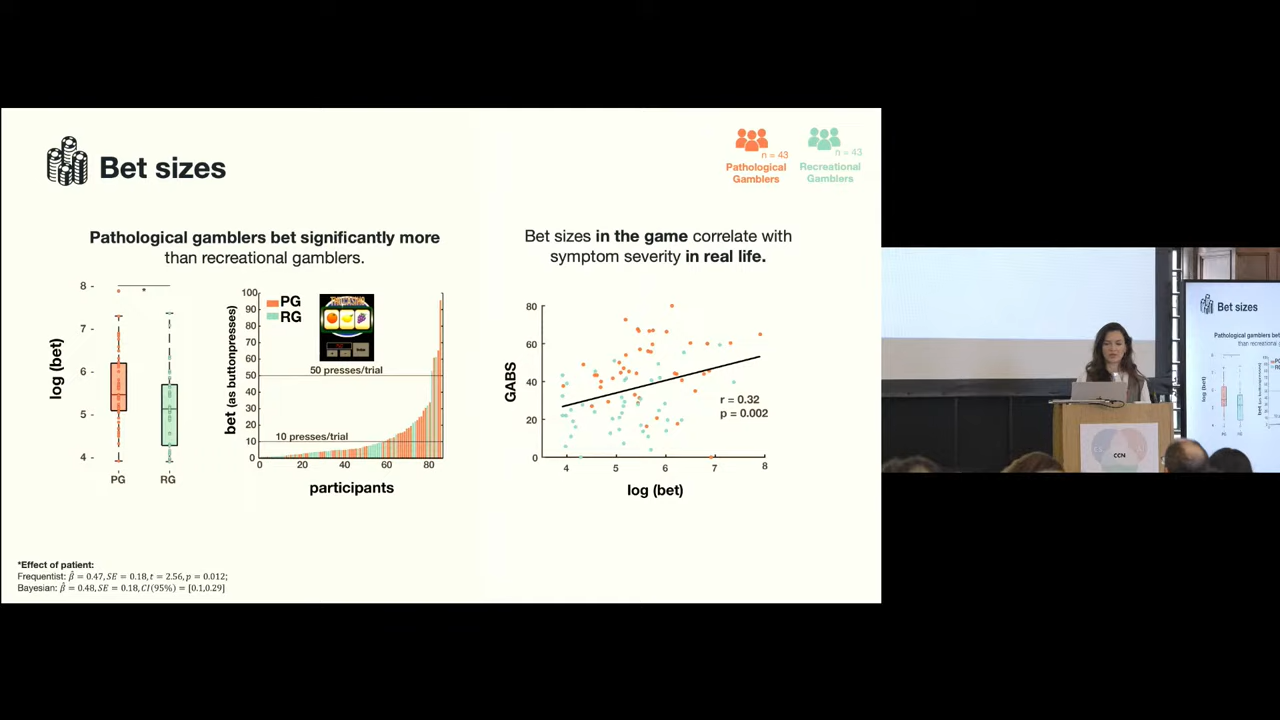 Bet sizes
n = 43
n = 43
Pathological
Gamblers
Recreational
Gamblers
Pathological gamblers bet significantly more
than recreational gamblers.
Bet sizes in the game correlate with
symptom severity in real life.
8
7
6
5
4
log (bet)
*
PG
RG
bet (as buttonpresses)
100
90
80
70
60
50
40
30
20
10
0
PG
RG
50 presses/trial
10 presses/trial
0
20
40
60
80
participants
GABS
80
60
40
20
0
r = 0.32
p = 0.002
4
5
6
7
8
log (bet)
*Effect of patient:
Frequentist: β̂ = 0.47, SE = 0.18, t = 2.56, p = 0.012;
Bayesian: β̂ = 0.48, SE = 0.18, CI(95%) = [0.1,0.29]
Bet sizes
Pathological gamblers be
CCN